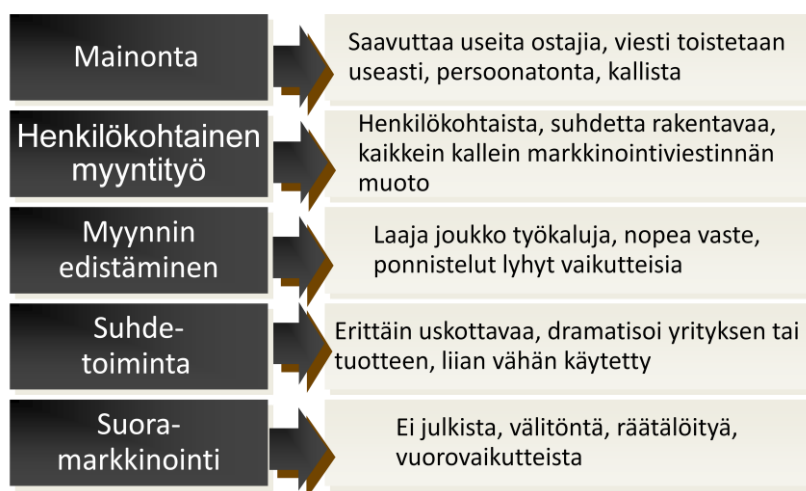 Mainonta
Saavuttaa useita ostajia, viesti toistetaan
useasti, persoonatonta, kallista
Henkilökohtainen
myyntityö
Henkilökohtaista, suhdetta rakentavaa,
kaikkein kallein markkinointiviestinnän
muoto
Myynnin
edistäminen
Laaja joukko työkaluja, nopea vaste,
ponnistelut lyhyt vaikutteisia
Suhde-
toiminta
Erittäin uskottavaa, dramatisoi yrityksen tai
tuotteen, liian vähän käytetty
Suora-
markkinointi
Ei julkista, välitöntä, räätälöityä,
vuorovaikutteista